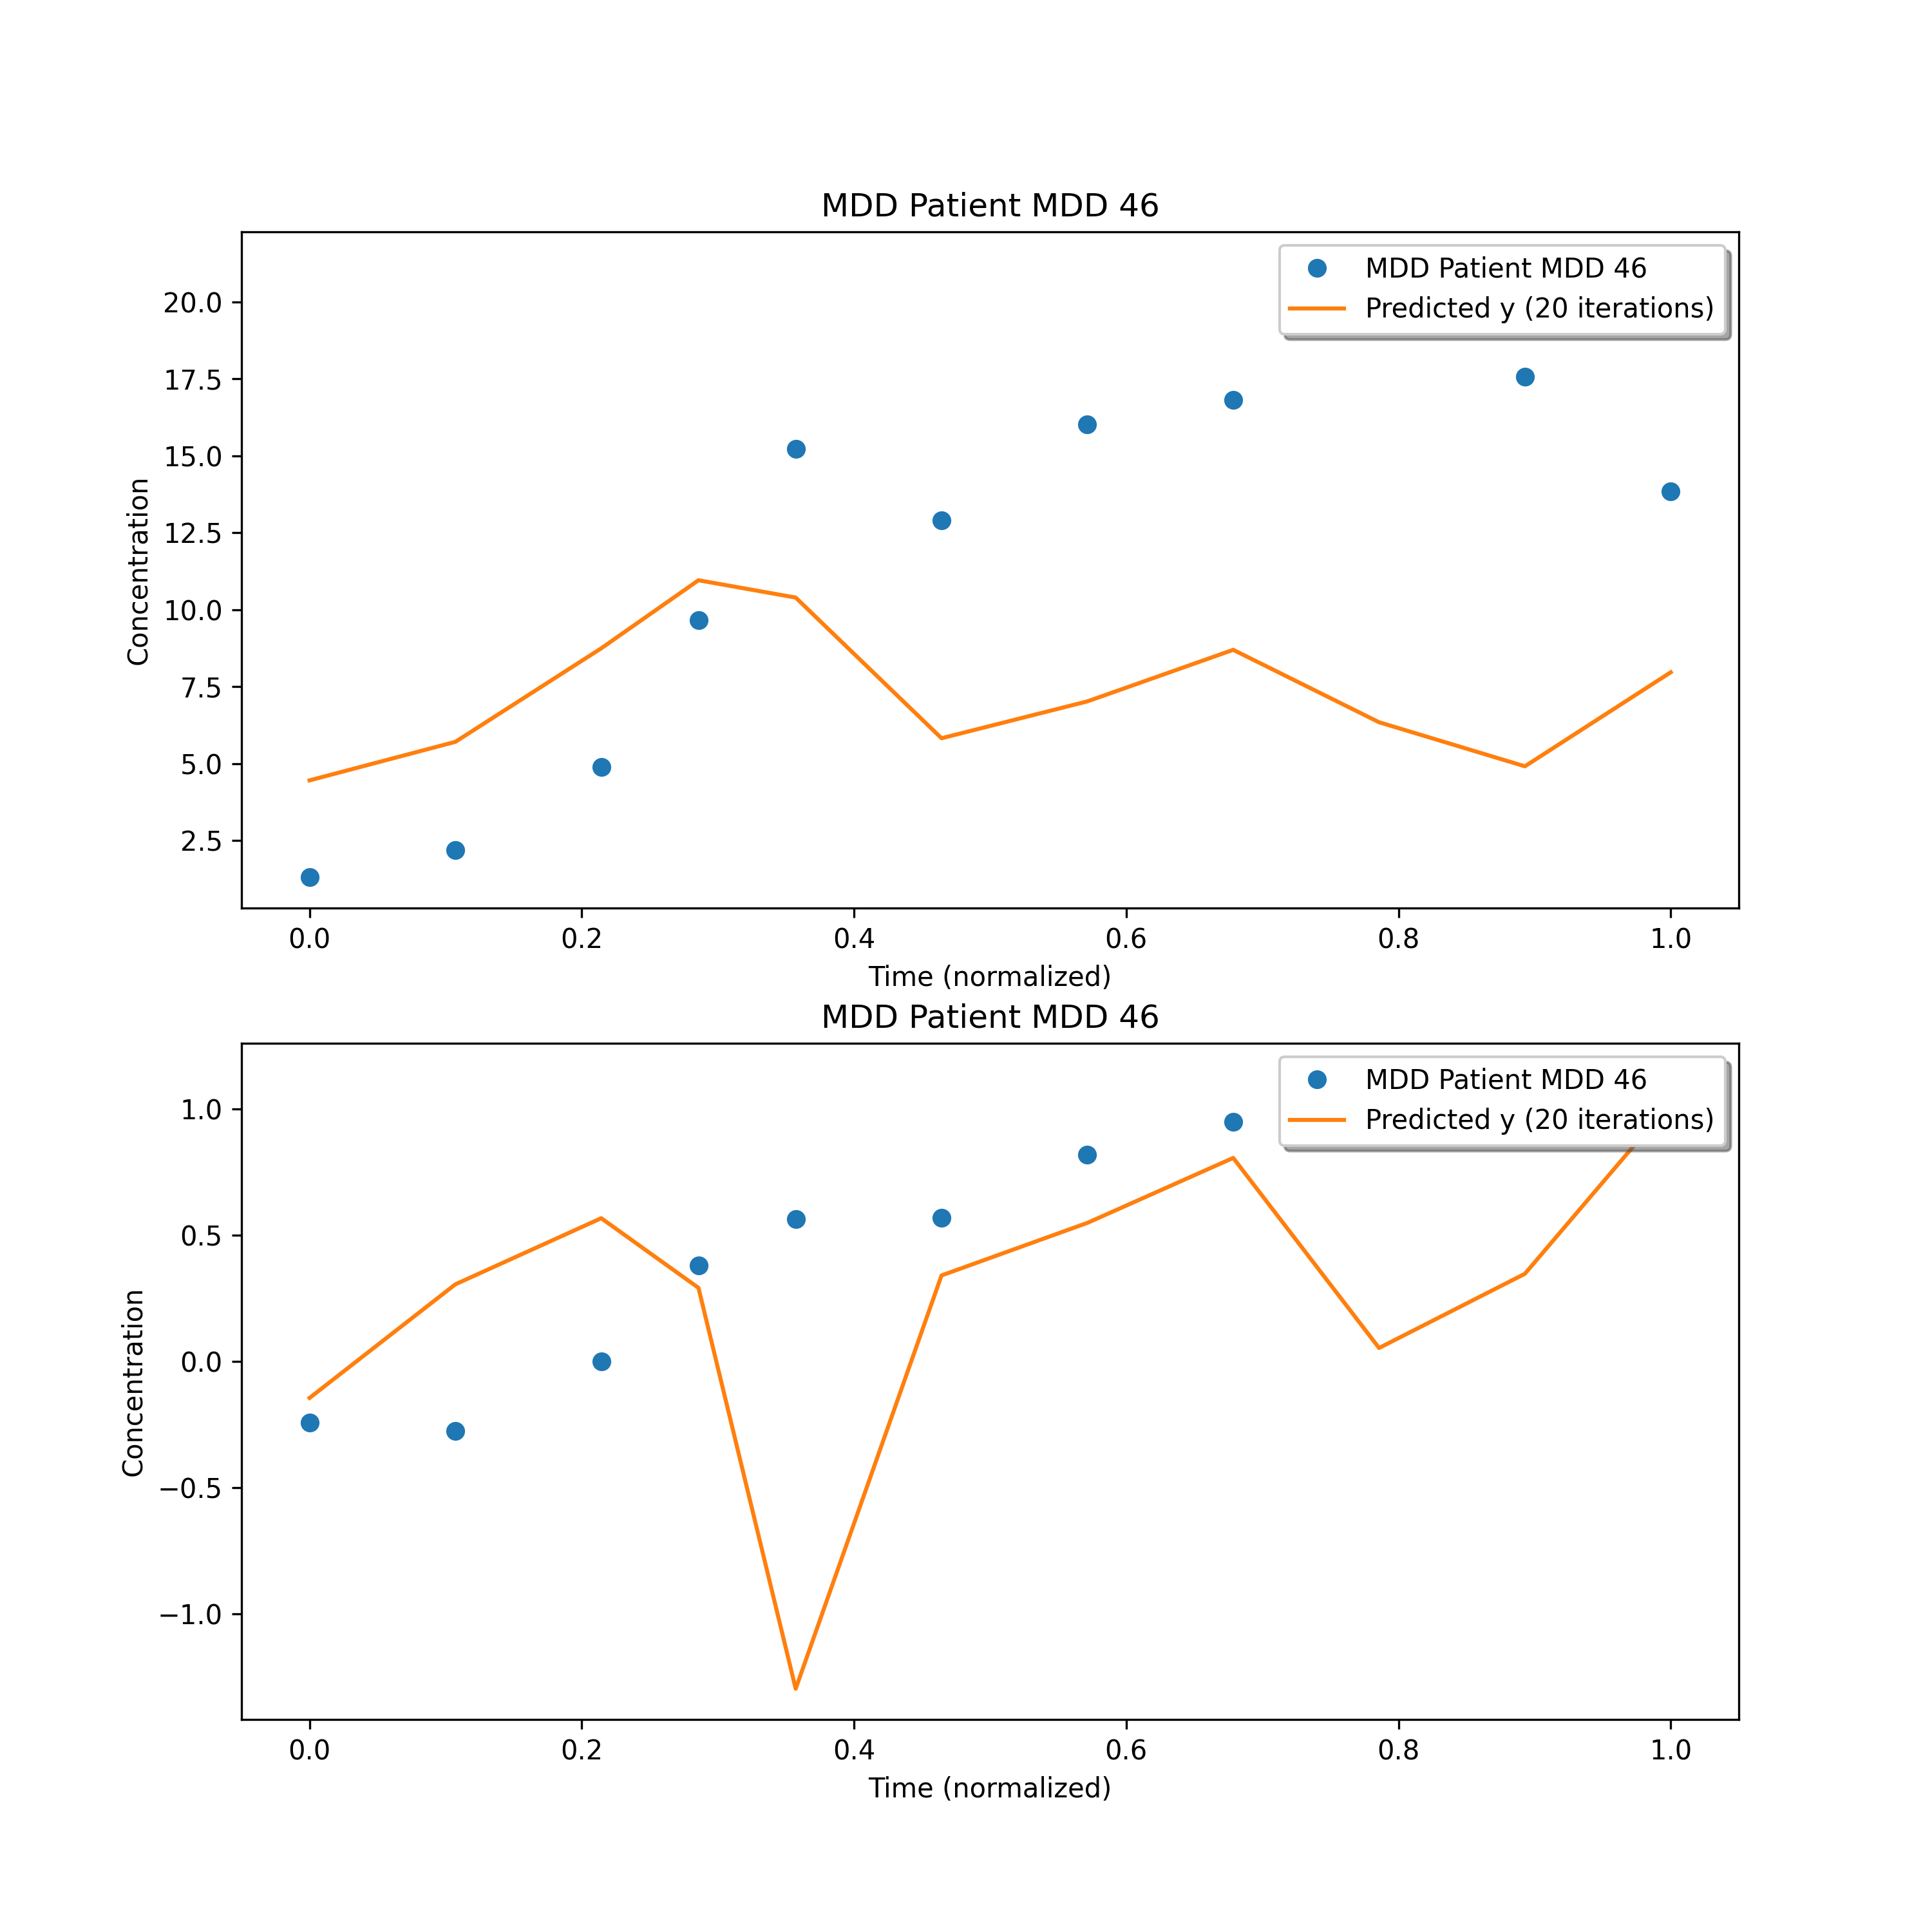 MDD Patient MDD 46
MDD Patient MDD 46
Predicted y (20 iterations)
20.0
17.5
15.0
12.5
10.0
7.5
5.0
2.5
Concentration
0.0 0.2 0.4 0.6 0.8 1.0
Time (normalized)
MDD Patient MDD 46
MDD Patient MDD 46
Predicted y (20 iterations)
1.0
0.5
0.0
−0.5
−1.0
Concentration
0.0 0.2 0.4 0.6 0.8 1.0
Time (normalized)